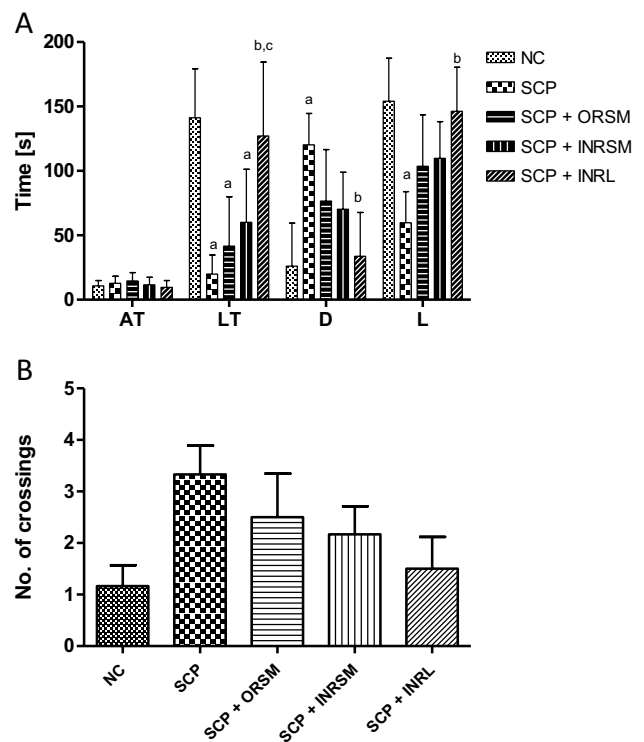 A
Time [s]
200
150
100
50
0
a
a
a
b,c
a
b
a
b
AT LT D L
NC
SCP
SCP + ORSM
SCP + INRSM
SCP + INRL
B
No. of crossings
5
4
3
2
1
0
NC
SCP
SCP + ORSM
SCP + INRSM
SCP + INRL